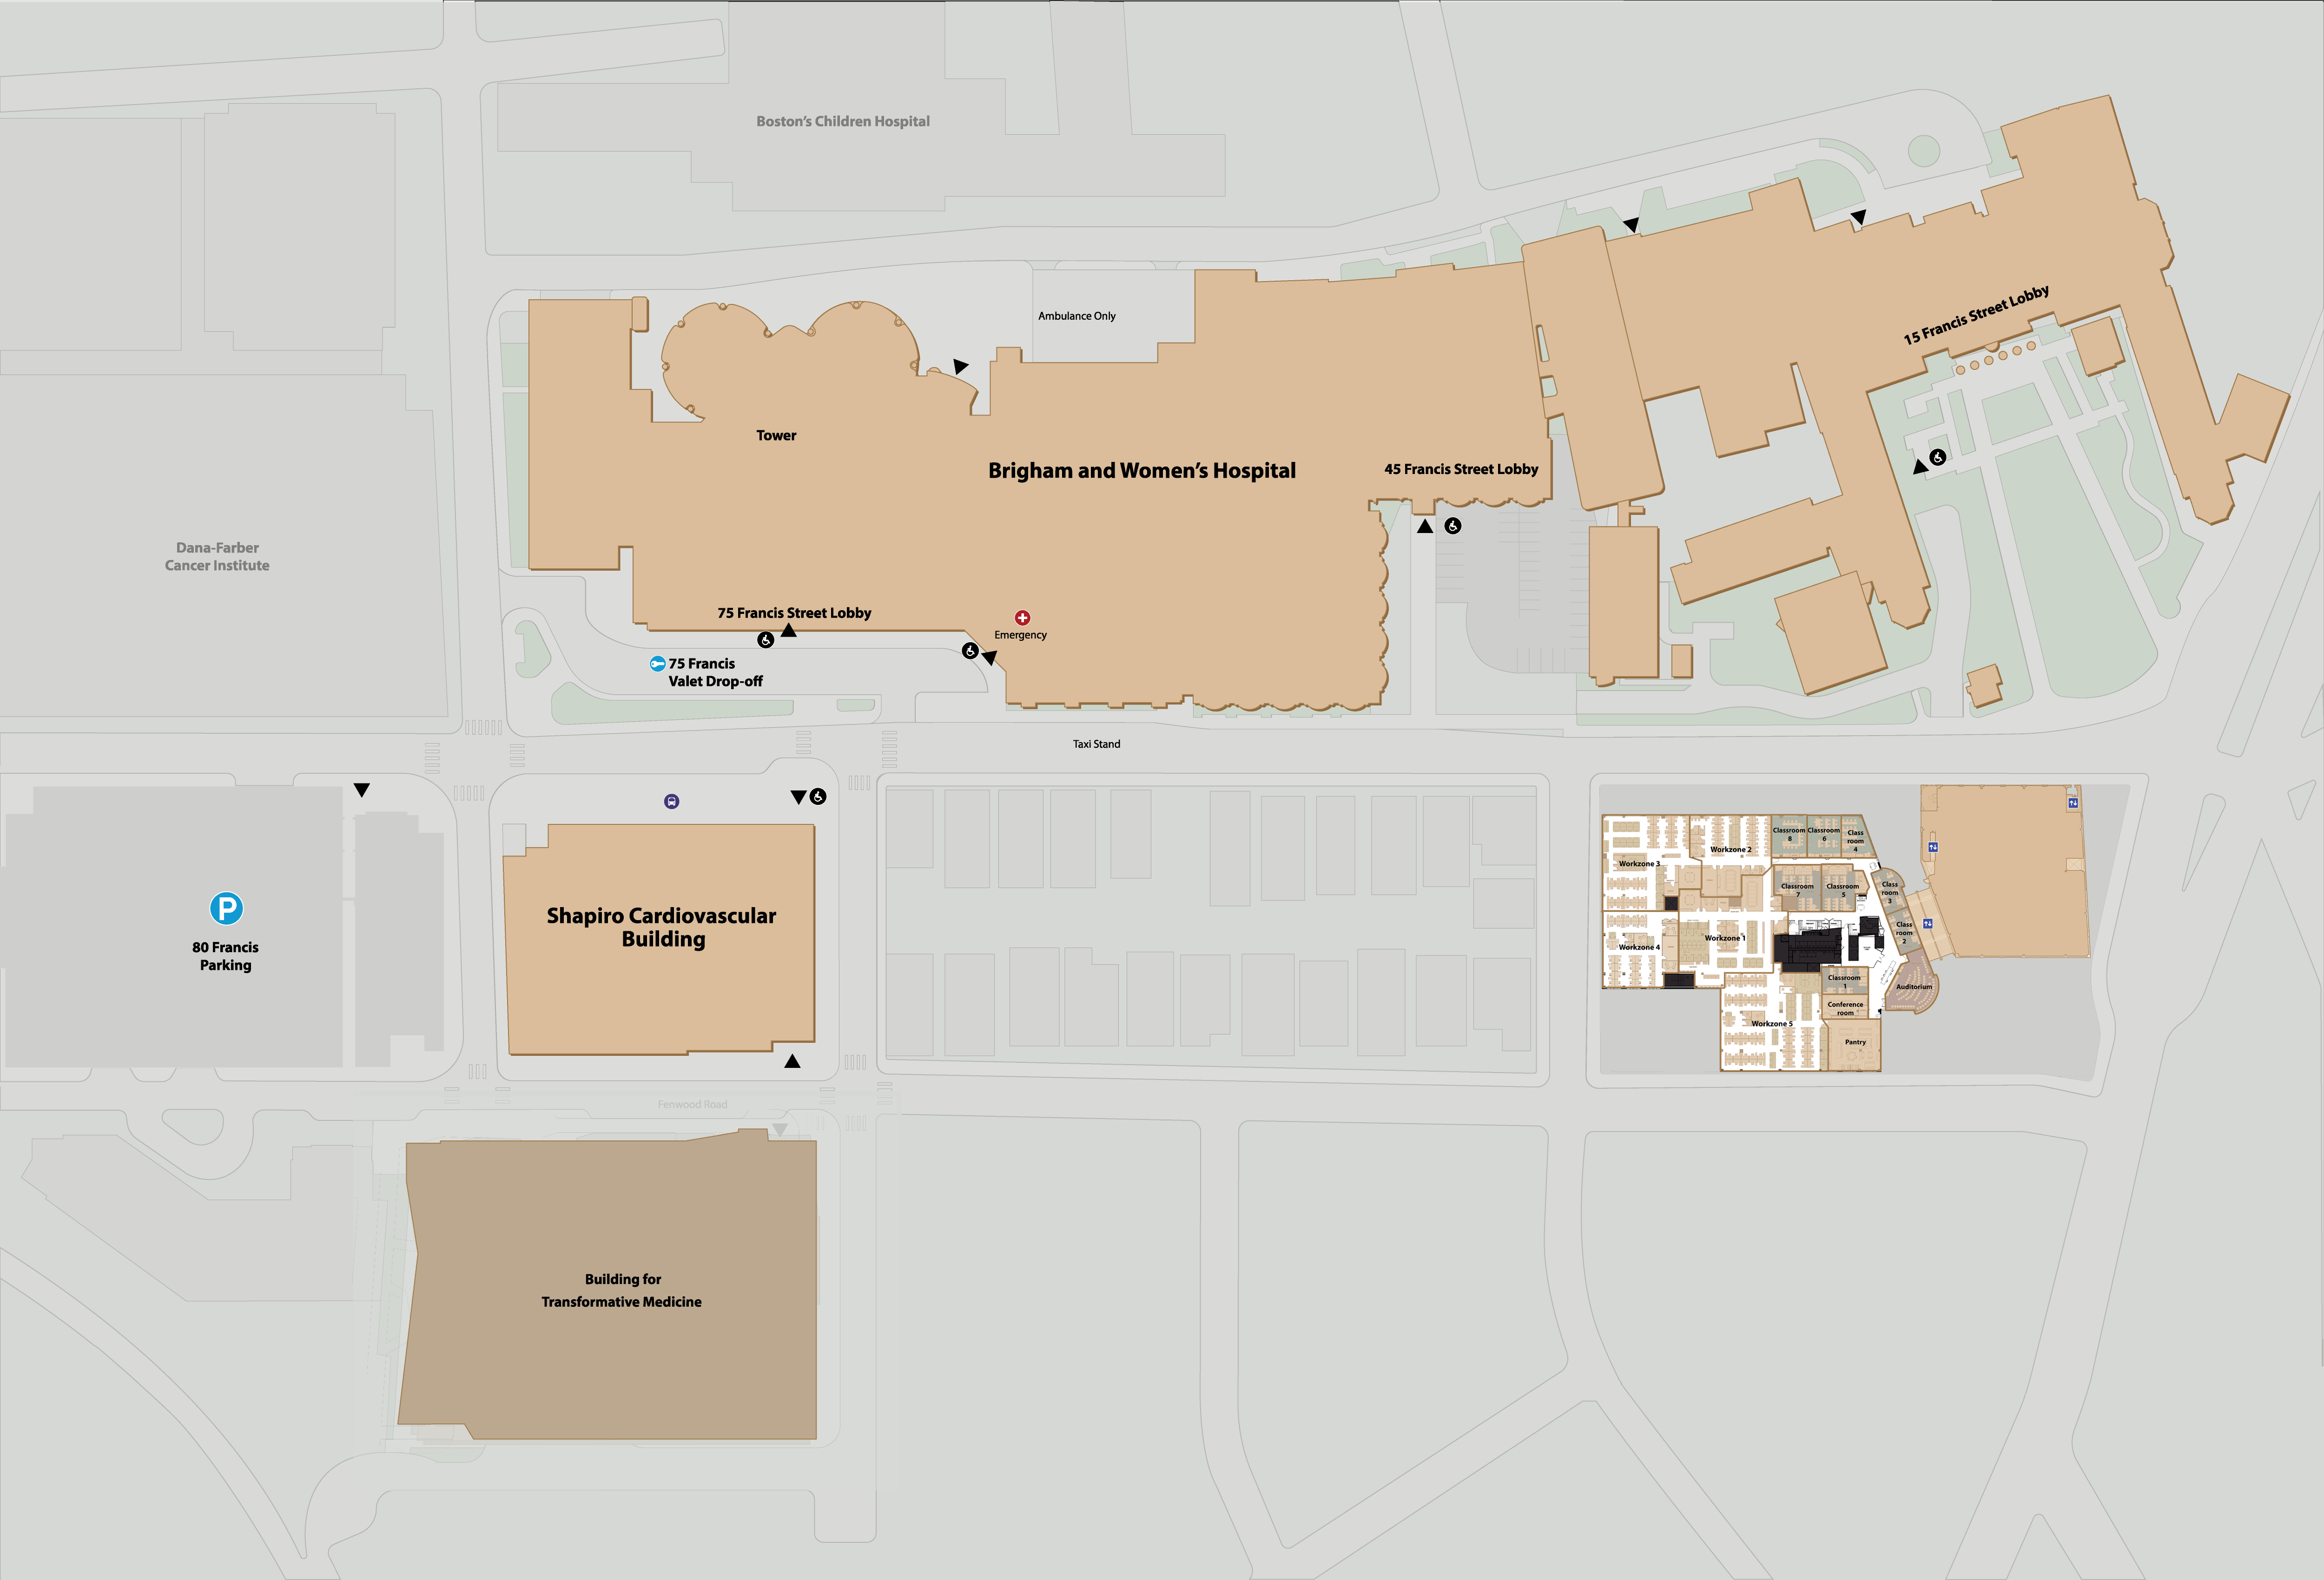 Boston's Children Hospital
Ambulance Only
15 Francis Street Lobby
Tower
Brigham and Women's Hospital
45 Francis Street Lobby
Dana-Farber
Cancer Institute
75 Francis Street Lobby
Emergency
75 Francis
Valet Drop-off
Taxi Stand
P
80 Francis
Parking
Shapiro Cardiovascular
Building
Workzone 3
Workzone 2
Classroom
8
Classroom
6
Class
room
4
Classroom
7
Classroom
5
Class
room
3
Class
room
2
Workzone 4
Workzone 1
Classroom
1
Auditorium
Conference
room
Workzone 5
Pantry
Fenwood Road
Building for
Transformative Medicine